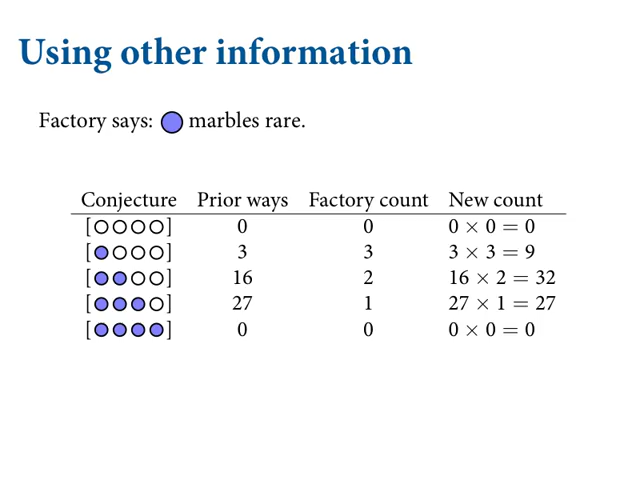 Using other information
Factory says: marbles rare.
Conjecture Prior ways Factory count New count
[○○○○] 0 0 0 × 0 = 0
[●○○○] 3 3 3 × 3 = 9
[●●○○] 16 2 16 × 2 = 32
[●●●○] 27 1 27 × 1 = 27
[●●●●] 0 0 0 × 0 = 0